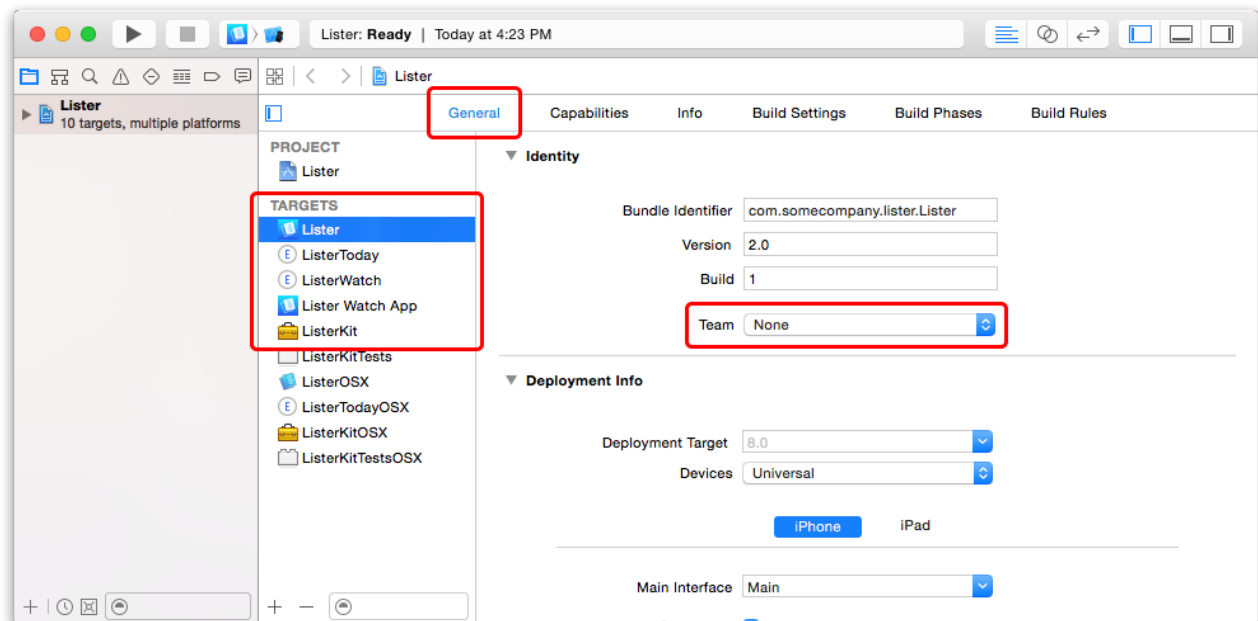 Lister: Ready | Today at 4:23 PM
Lister
Lister
10 targets, multiple platforms
General Capabilities Info Build Settings Build Phases Build Rules
PROJECT
Lister
TARGETS
Lister
E ListerToday
E ListerWatch
Lister Watch App
ListerKit
ListerKitTests
ListerOSX
E ListerTodayOSX
ListerKitOSX
ListerKitTestsOSX
Identity
Bundle Identifier com.somecompany.lister.Lister
Version 2.0
Build 1
Team None
Deployment Info
Deployment Target 8.0
Devices Universal
iPhone iPad
Main Interface Main